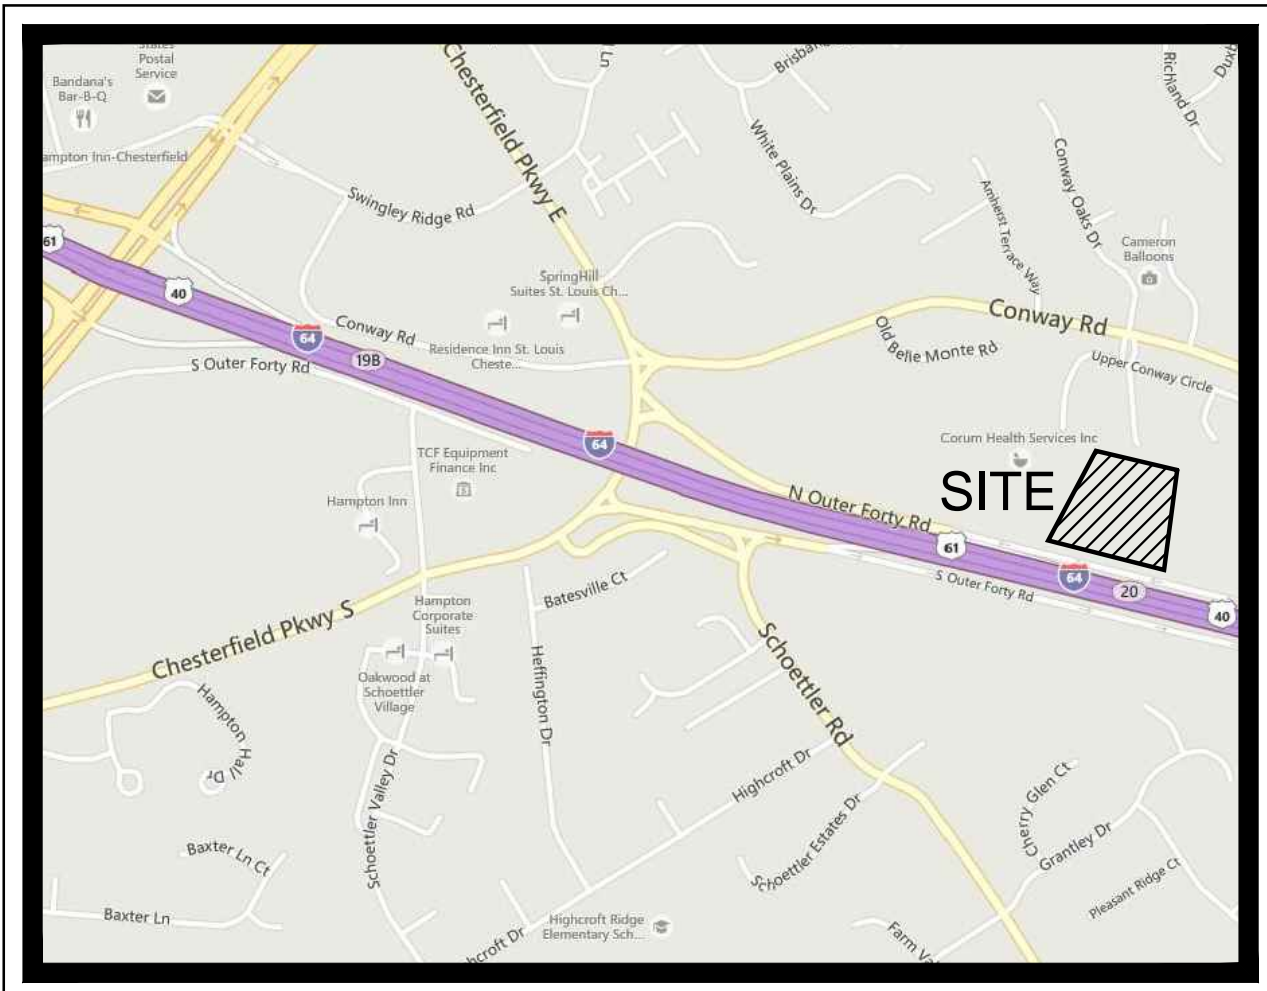 States
Postal
Service
Bandana's
Bar-B-Q
ampton Inn-Chesterfield
Chesterfield Pkwy E
Ln
Brisban
Richland Dr
Dux
White Plains Dr
Conway Oaks Dr
Amherst Terrace Way
Swingley Ridge Rd
61
40
Cameron
Balloons
SpringHill
Suites St. Louis Ch...
Conway Rd
64
19B
Conway Rd
Residence Inn St. Louis
Cheste...
Old Belle Monte Rd
Upper Conway Circle
S Outer Forty Rd
64
Corum Health Services Inc
TCF Equipment
Finance Inc
SITE
N Outer Forty Rd
Hampton Inn
61
64
20
40
S Outer Forty Rd
Batesville Ct
Hampton
Corporate
Suites
Chesterfield Pkwy S
Schoettler Rd
Heffington Dr
Oakwood at
Schoettler
Village
Hampton Hall Dr
Schoettler Valley Dr
Highcroft Dr
Schoettler Estates Dr
Cherry Glen Ct
Grantley Dr
Pleasant Ridge Ct
Baxter Ln Ct
Baxter Ln
Highcroft Ridge
Elementary Sch...
hcroft Dr
Farm Va